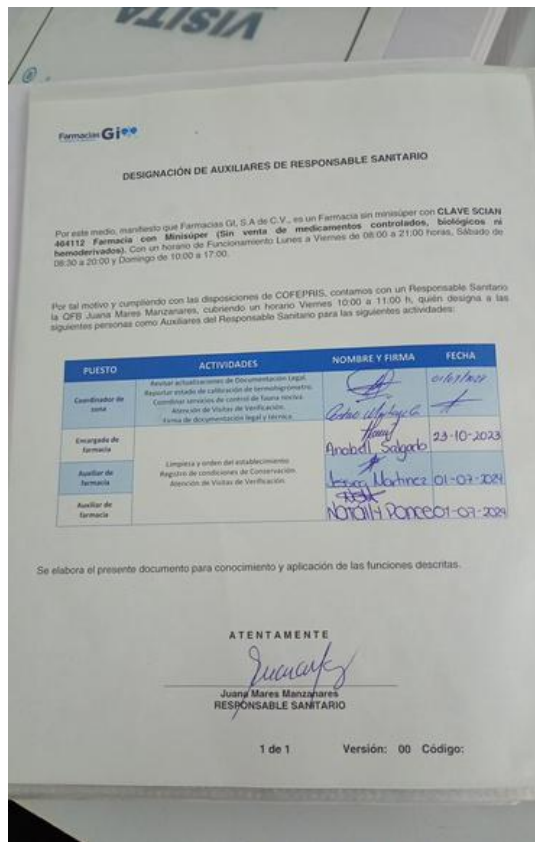 VISITA
Farmacias Gi
DESIGNACIÓN DE AUXILIARES DE RESPONSABLE SANITARIO
Por este medio, manifiesto que Farmacias GI, S.A de C.V., es un Farmacia sin minisúper con CLAVE SCIAN
464112 Farmacia con Minisúper (Sin venta de medicamentos controlados, biológicos ni
hemoderivados). Con un horario de Funcionamiento Lunes a Viernes de 08:00 a 21:00 horas, Sábado de
08:30 a 20:00 y Domingo de 10:00 a 17:00.
Por tal motivo y cumpliendo con las disposiciones de COFEPRIS, contamos con un Responsable Sanitario
la QFB Juana Mares Manzanares, cubriendo un horario Viernes 10:00 a 11:00 h, quién designa a las
siguientes personas como Auxiliares del Responsable Sanitario para las siguientes actividades:
PUESTO ACTIVIDADES NOMBRE Y FIRMA FECHA
Coordinador de zona
Revisar actualizaciones de Documentación Legal.
Reportar estado de calibración de termohigrómetro.
Coordinar servicios de control de fauna nociva.
Atención de Visitas de Verificación.
Firma de documentación legal y técnica.
Encargada de farmacia
Anabell Salgado 23-10-2023
Limpieza y orden del establecimiento
Registro de condiciones de Conservación.
Atención de Visitas de Verificación.
Auxiliar de farmacia
Martinez 01-07-2024
Auxiliar de farmacia
Ponce 01-07-2024
Se elabora el presente documento para conocimiento y aplicación de las funciones descritas.
ATENTAMENTE
Juana Mares Manzanares
RESPONSABLE SANITARIO
1 de 1 Versión: 00 Código: